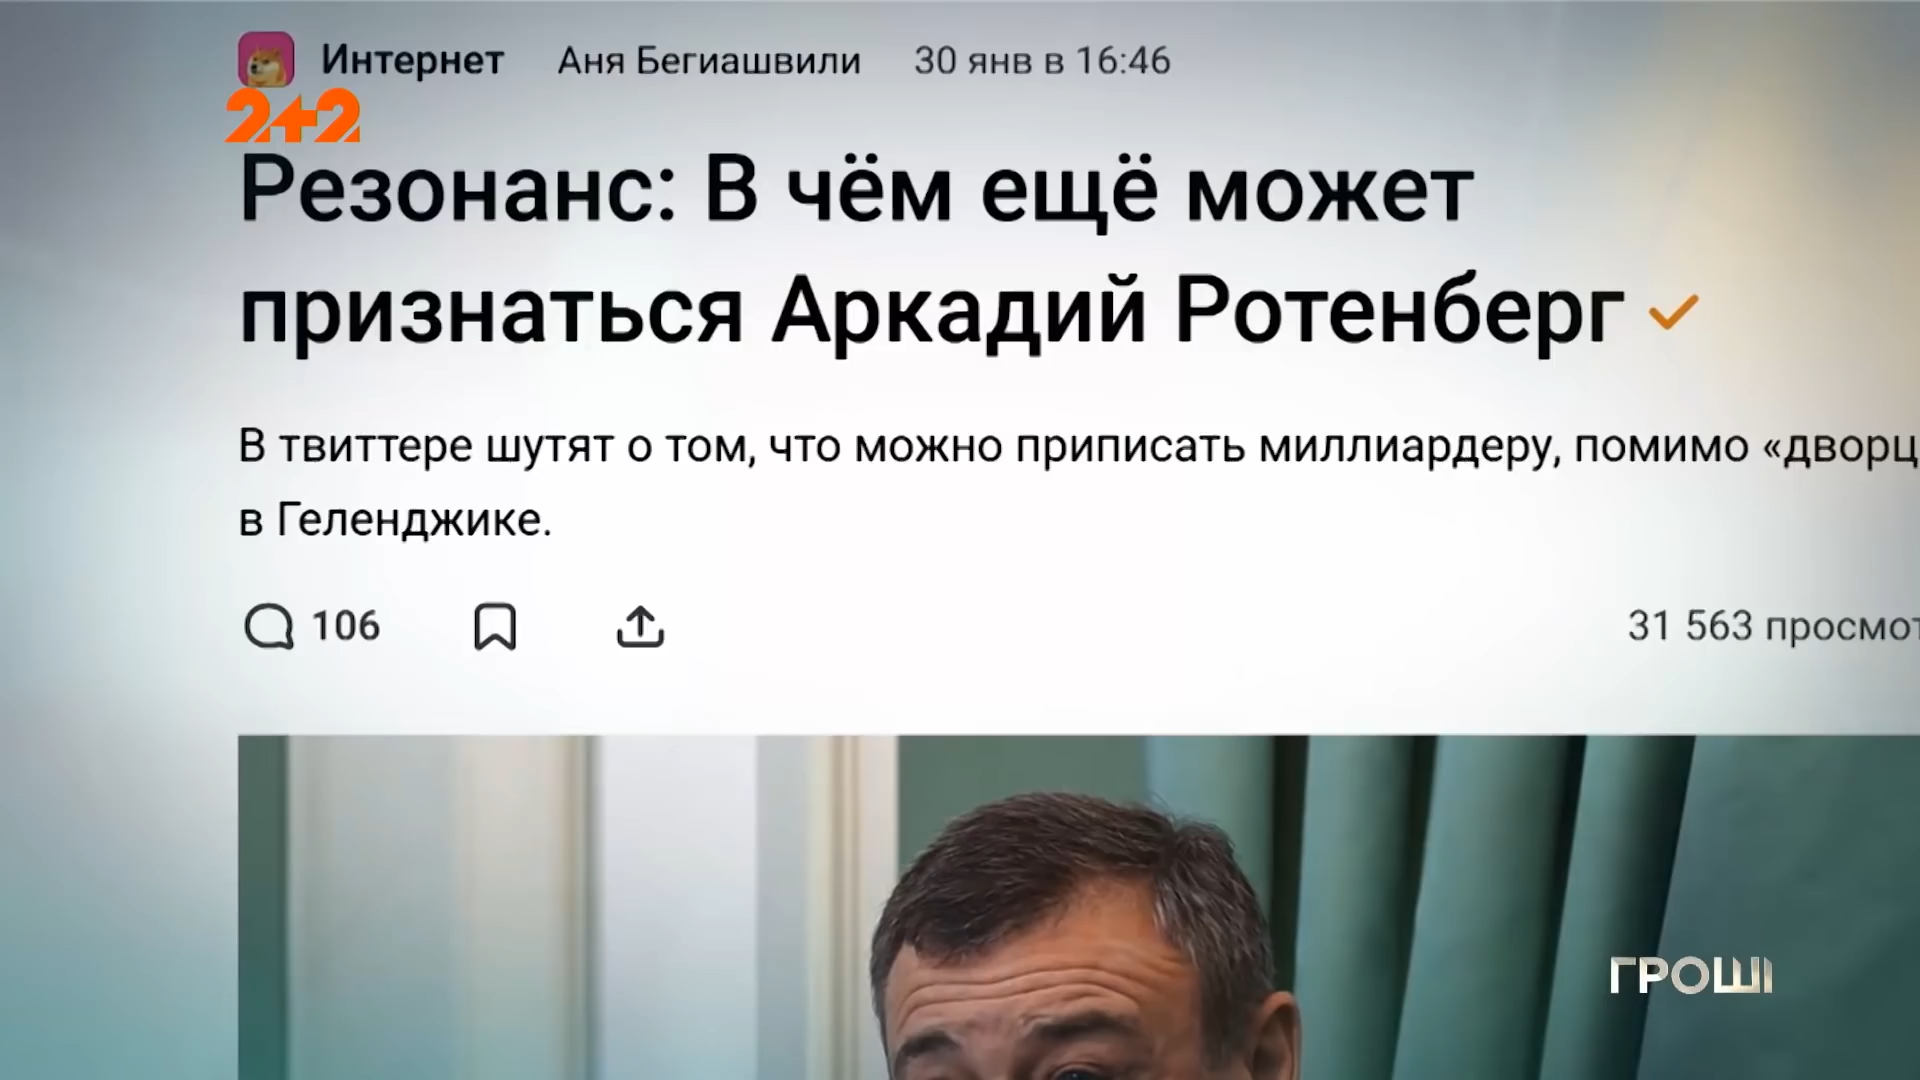 Интернет Аня Бегиашвили 30 янв в 16:46
2+2
Резонанс: В чём ещё может
признаться Аркадий Ротенберг
В твиттере шутят о том, что можно приписать миллиардеру, помимо «дворц
в Геленджике.
106
31 563 просмот
ГРОШІ